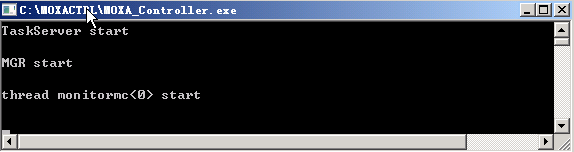 C:\MOXACTRL\MOXA_Controller.exe
TaskServer start
MGR start
thread monitormc<0> start